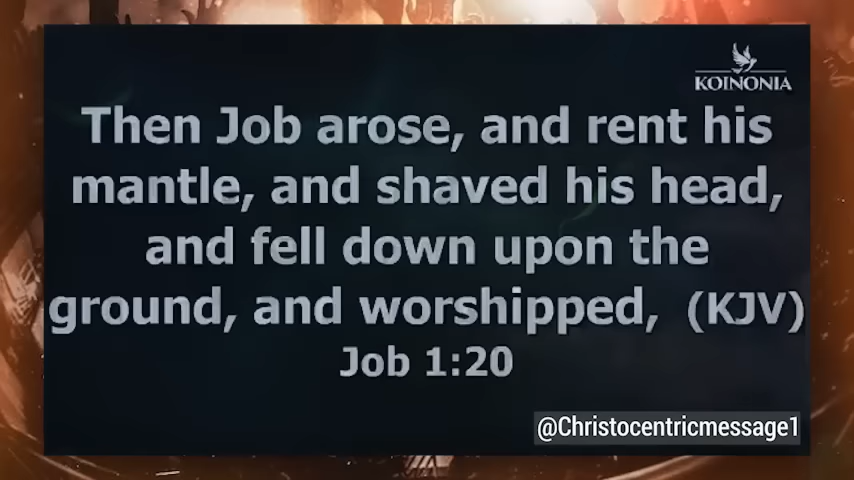 KOINONIA
Then Job arose, and rent his
mantle, and shaved his head,
and fell down upon the
ground, and worshipped, (KJV)
Job 1:20
@Christocentricmessage1